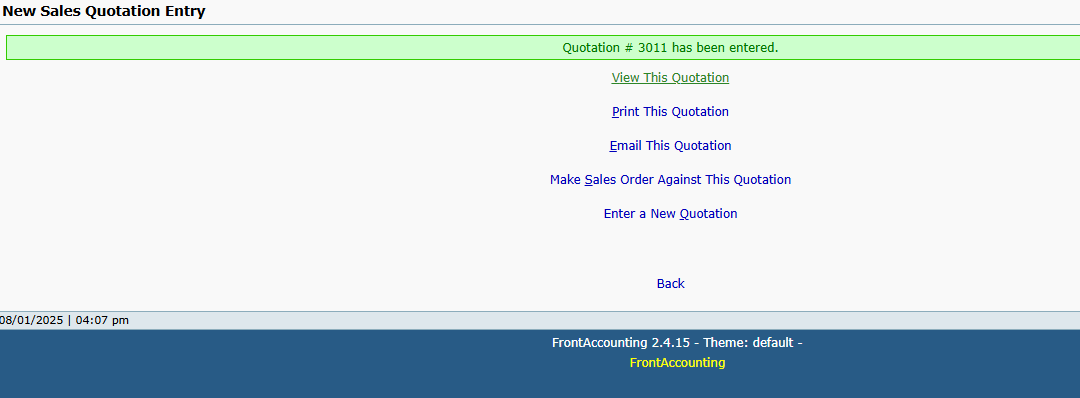 New Sales Quotation Entry
Quotation # 3011 has been entered.
View This Quotation
Print This Quotation
Email This Quotation
Make Sales Order Against This Quotation
Enter a New Quotation
Back
08/01/2025 | 04:07 pm
FrontAccounting 2.4.15 - Theme: default -
FrontAccounting